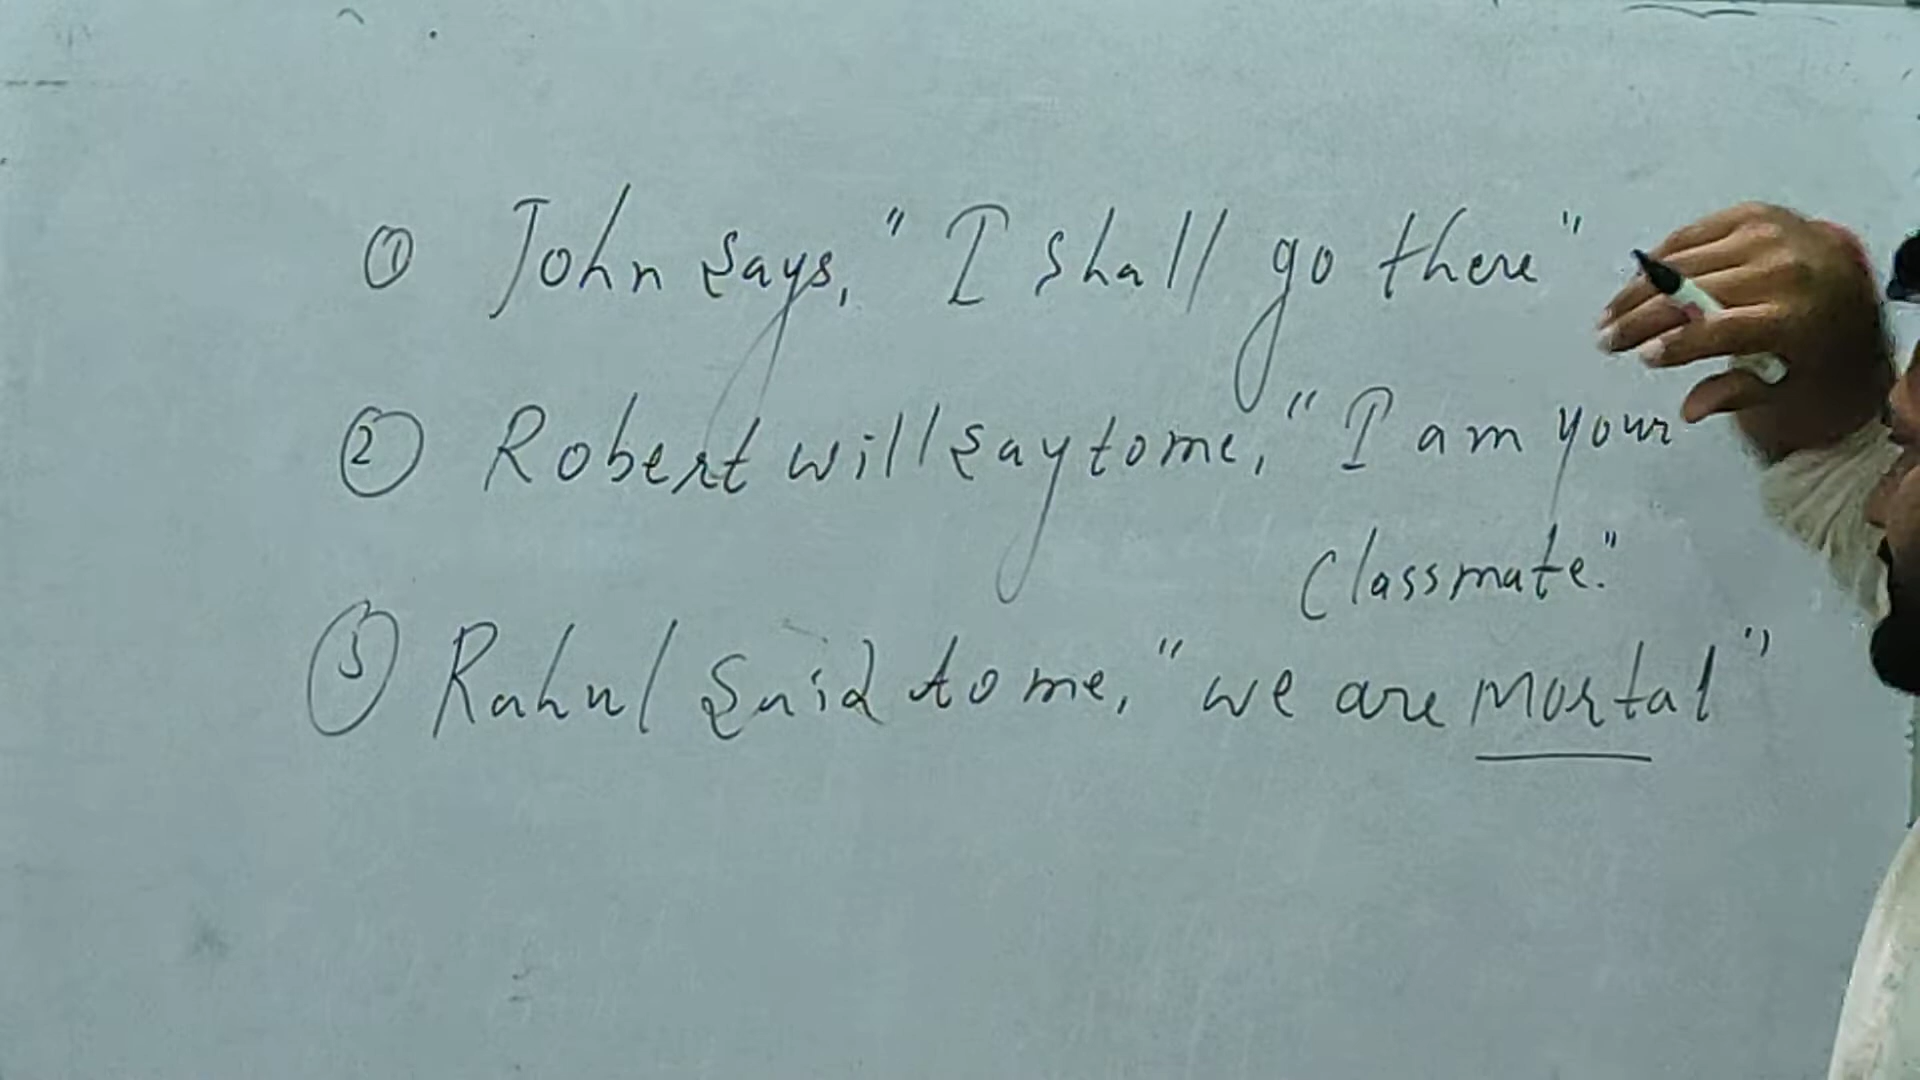 ① John says, "I shall go there"
② Robert will say to me, "I am your
classmate."
③ Rahul said to me, "we are mortal"